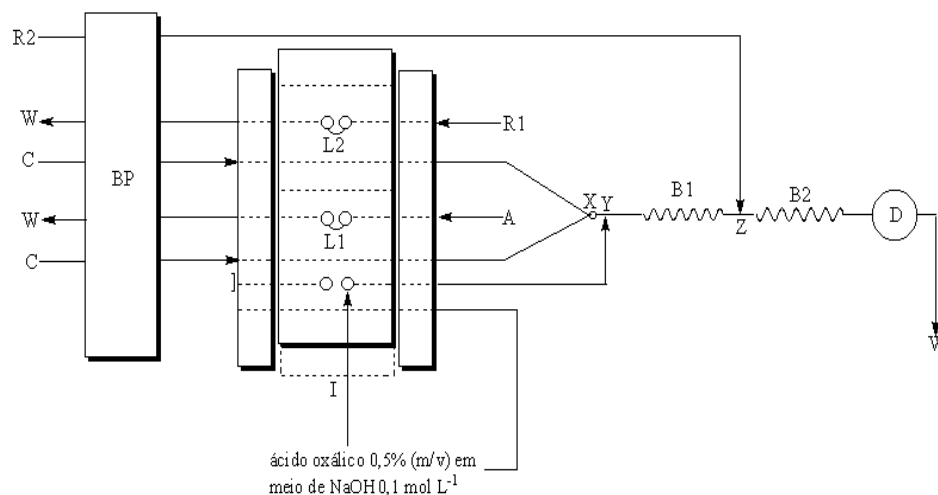 R2
W
R1
L2
C
BP
X Y
B1
B2
D
Z
W
A
L1
C
]
I
V
ácido oxálico 0,5% (m/v) em
meio de NaOH 0,1 mol L-1